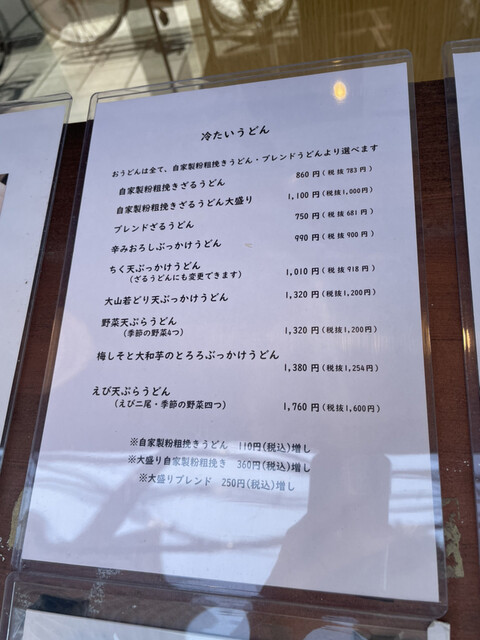 冷たいうどん
おうどんは全て、自家製粉粗挽きうどん・ブレンドうどんより選べます
自家製粉粗挽きざるうどん 860円(税抜783円)
自家製粉粗挽きざるうどん大盛り 1,100円(税抜1,000円)
ブレンドざるうどん 750円(税抜681円)
辛みおろしぶっかけうどん 990円(税抜900円)
ちく天ぶっかけうどん 1,010円(税抜918円)
(ざるうどんにも変更できます)
大山若どり天ぶっかけうどん 1,320円(税抜1,200円)
野菜天ぷらうどん 1,320円(税抜1,200円)
(季節の野菜4つ)
梅しそと大和芋のとろろぶっかけうどん 1,380円(税抜1,254円)
えび天ぷらうどん 1,760円(税抜1,600円)
(えび二尾・季節の野菜四つ)
※自家製粉粗挽きうどん 110円(税込)増し
※大盛り自家製粉粗挽き 360円(税込)増し
※大盛りブレンド 250円(税込)増し